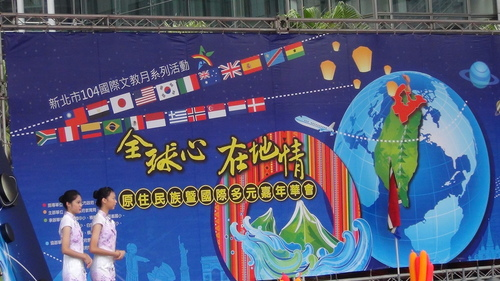 新北市104國際文教月系列活動
全球心 在地情
原住民族暨國際多元嘉年華會